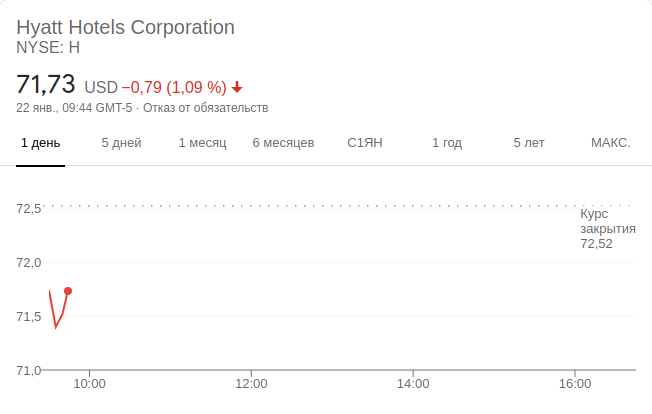 Hyatt Hotels Corporation
NYSE: H
71,73 USD −0,79 (1,09 %)
22 янв., 09:44 GMT-5 · Отказ от обязательств
1 день 5 дней 1 месяц 6 месяцев С1ЯН 1 год 5 лет МАКС.
72,5
Курс
закрытия
72,52
72,0
71,5
71,0
10:00 12:00 14:00 16:00